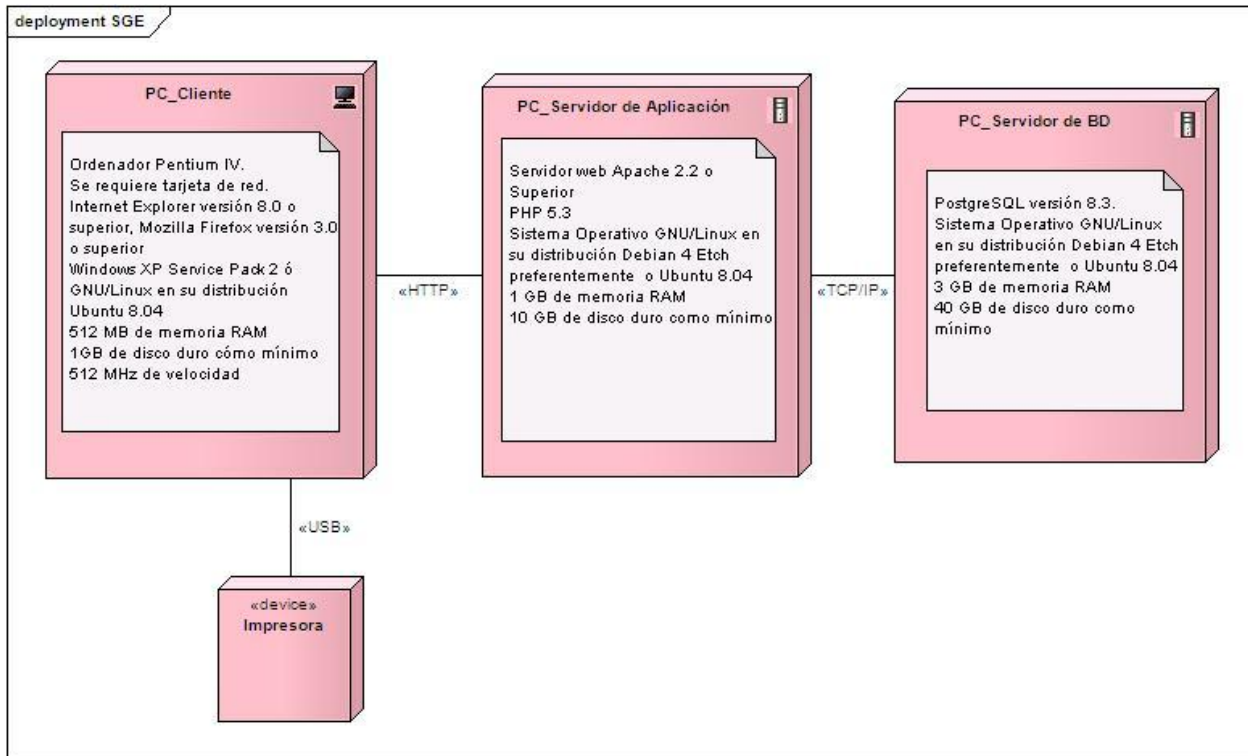 deployment SGE
PC_Cliente
Ordenador Pentium IV.
Se requiere tarjeta de red.
Internet Explorer versión 8.0 o
superior, Mozilla Firefox versión 3.0
o superior
Windows XP Service Pack 2 ó
GNU/Linux en su distribución
Ubuntu 8.04
512 MB de memoria RAM
1GB de disco duro cómo mínimo
512 MHz de velocidad
«HTTP»
PC_Servidor de Aplicación
Servidor web Apache 2.2 o
Superior
PHP 5.3
Sistema Operativo GNU/Linux en
su distribución Debian 4 Etch
preferentemente o Ubuntu 8.04
1 GB de memoria RAM
10 GB de disco duro como mínimo
«TCP/IP»
PC_Servidor de BD
PostgreSQL versión 8.3.
Sistema Operativo GNU/Linux
en su distribución Debian 4 Etch
preferentemente o Ubuntu 8.04
3 GB de memoria RAM
40 GB de disco duro como
mínimo
«USB»
«device»
Impresora